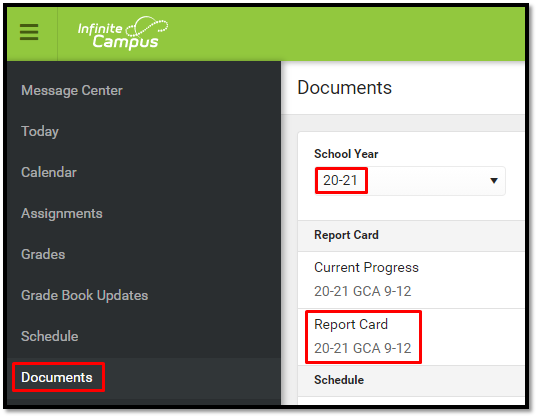 Infinite
Campus
Message Center
Today
Calendar
Assignments
Grades
Grade Book Updates
Schedule
Documents
Documents
School Year
20-21
Report Card
Current Progress
20-21 GCA 9-12
Report Card
20-21 GCA 9-12
Schedule